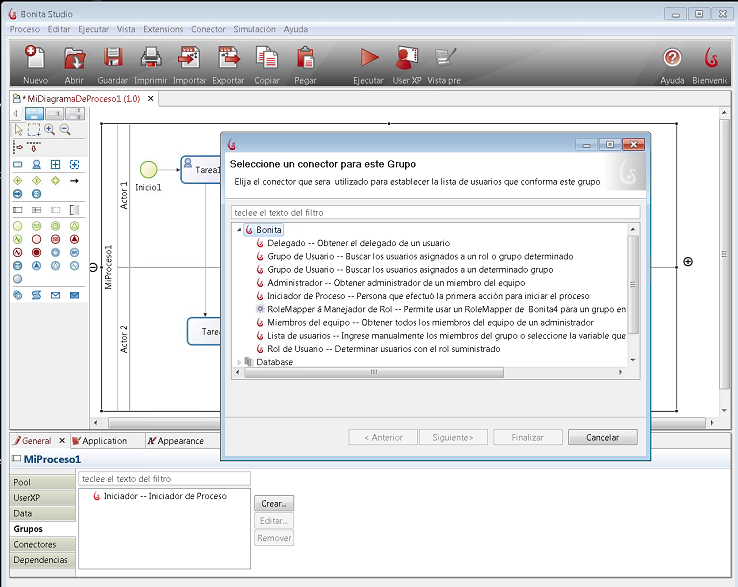 Bonita Studio
Proceso Editar Ejecutar Vista Extensions Conector Simulación Ayuda
Nuevo Abrir Guardar Imprimir Importar Exportar Copiar Pegar Ejecutar User XP Vista pre Ayuda Bienveni
* MiDiagramaDeProceso1 (1.0)
MiProceso1
Actor 1
Inicio1
Tarea1
Actor 2
Tarea
Seleccione un conector para este Grupo
Elija el conector que sera utilizado para establecer la lista de usuarios que conforma este grupo
teclee el texto del filtro
Bonita
Delegado -- Obtener el delegado de un usuario
Grupo de Usuario -- Buscar los usuarios asignados a un rol o grupo determinado
Grupo de Usuario -- Buscar los usuarios asignados a un determinado grupo
Administrador -- Obtener administrador de un miembro del equipo
Iniciador de Proceso -- Persona que efectuó la primera acción para iniciar el proceso
RoleMapper á Manejador de Rol -- Permite usar un RoleMapper de Bonita4 para un grupo en
Miembros del equipo -- Obtener todos los miembros del equipo de un administrador
Lista de usuarios -- Ingrese manualmente los miembros del grupo o seleccione la variable que
Rol de Usuario -- Determinar usuarios con el rol suministrado
Database
< Anterior Siguiente> Finalizar Cancelar
General Application Appearance
MiProceso1
Pool
UserXP
Data
Grupos
Conectores
Dependencias
teclee el texto del filtro
Iniciador -- Iniciador de Proceso
Crear...
Editar...
Remover